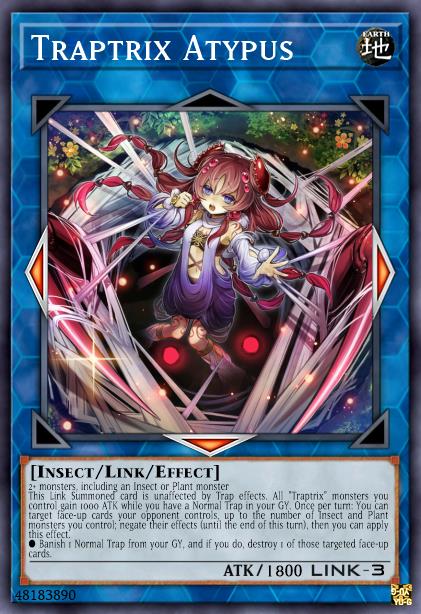 Traptrix Atypus
EARTH
地
[Insect/Link/Effect]
2+ monsters, including an Insect or Plant monster
This Link Summoned card is unaffected by Trap effects. All "Traptrix" monsters you
control gain 1000 ATK while you have a Normal Trap in your GY. Once per turn: You can
target face-up cards your opponent controls, up to the number of Insect and Plant
monsters you control; negate their effects (until the end of this turn), then you can apply
this effect.
● Banish 1 Normal Trap from your GY, and if you do, destroy 1 of those targeted face-up
cards.
ATK/1800 LINK-3
48183890